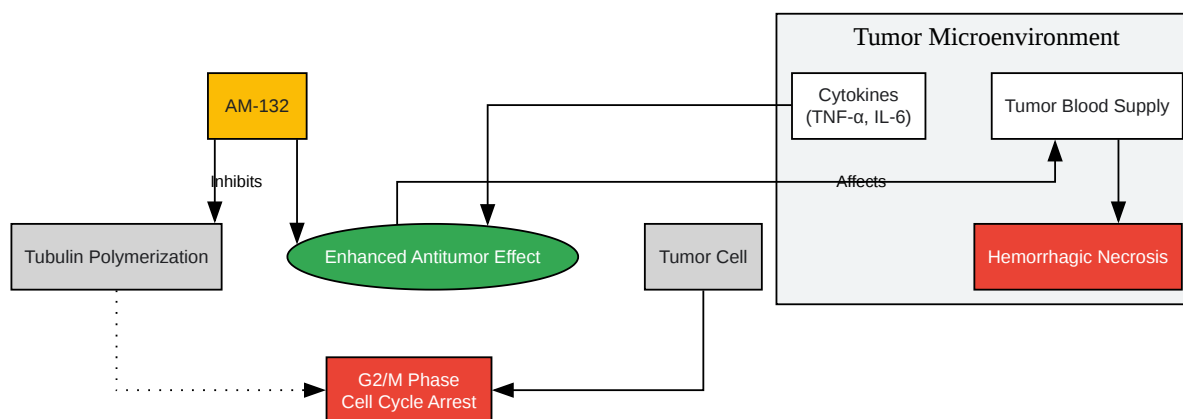 Tumor Microenvironment
AM-132
Cytokines
(TNF-α, IL-6)
Tumor Blood Supply
Inhibits
Affects
Tubulin Polymerization
Enhanced Antitumor Effect
Tumor Cell
Hemorrhagic Necrosis
G2/M Phase
Cell Cycle Arrest